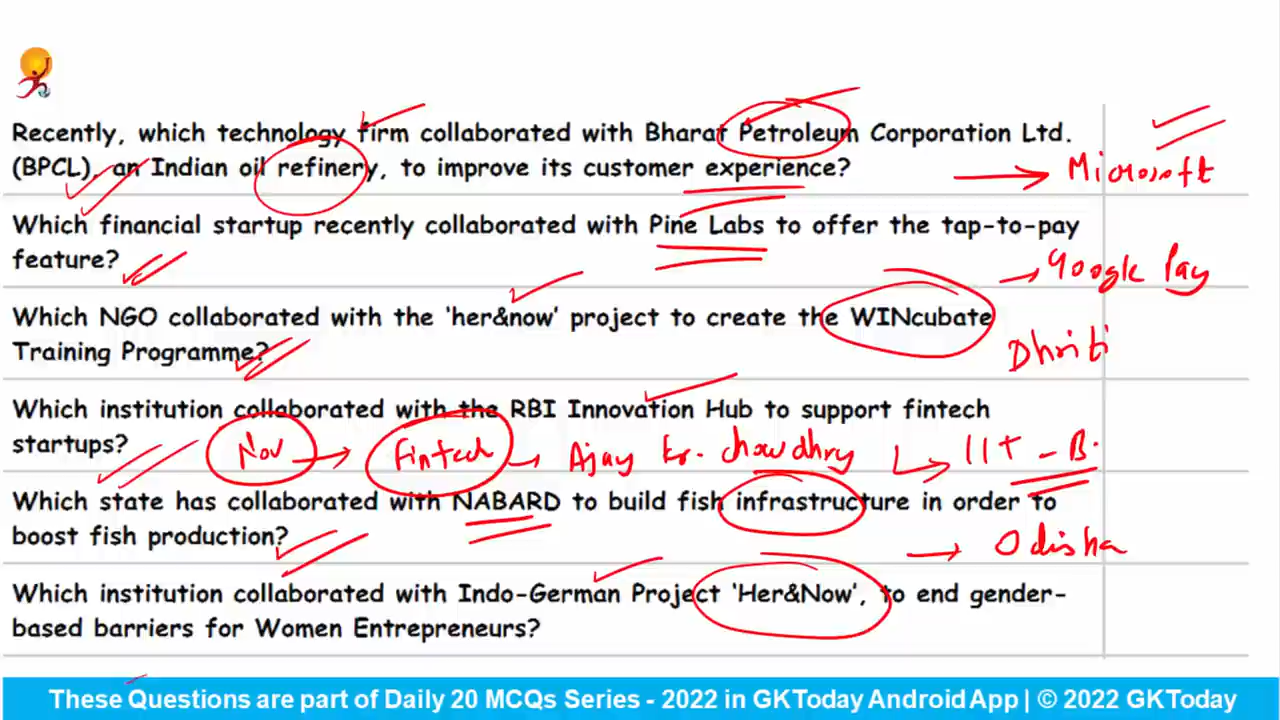 Recently, which technology firm collaborated with Bharat Petroleum Corporation Ltd.
(BPCL), an Indian oil refinery, to improve its customer experience?
→ Microsoft
Which financial startup recently collaborated with Pine Labs to offer the tap-to-pay
feature?
→ Google Pay
Which NGO collaborated with the 'her&now' project to create the WINcubate
Training Programme?
Dhriti
Which institution collaborated with the RBI Innovation Hub to support fintech
startups?
Nov → Fintech → Ajay Kr. Chowdhry → IIT - B.
Which state has collaborated with NABARD to build fish infrastructure in order to
boost fish production?
→ Odisha
Which institution collaborated with Indo-German Project 'Her&Now', to end gender-
based barriers for Women Entrepreneurs?
These Questions are part of Daily 20 MCQs Series - 2022 in GKToday Android App | © 2022 GKToday